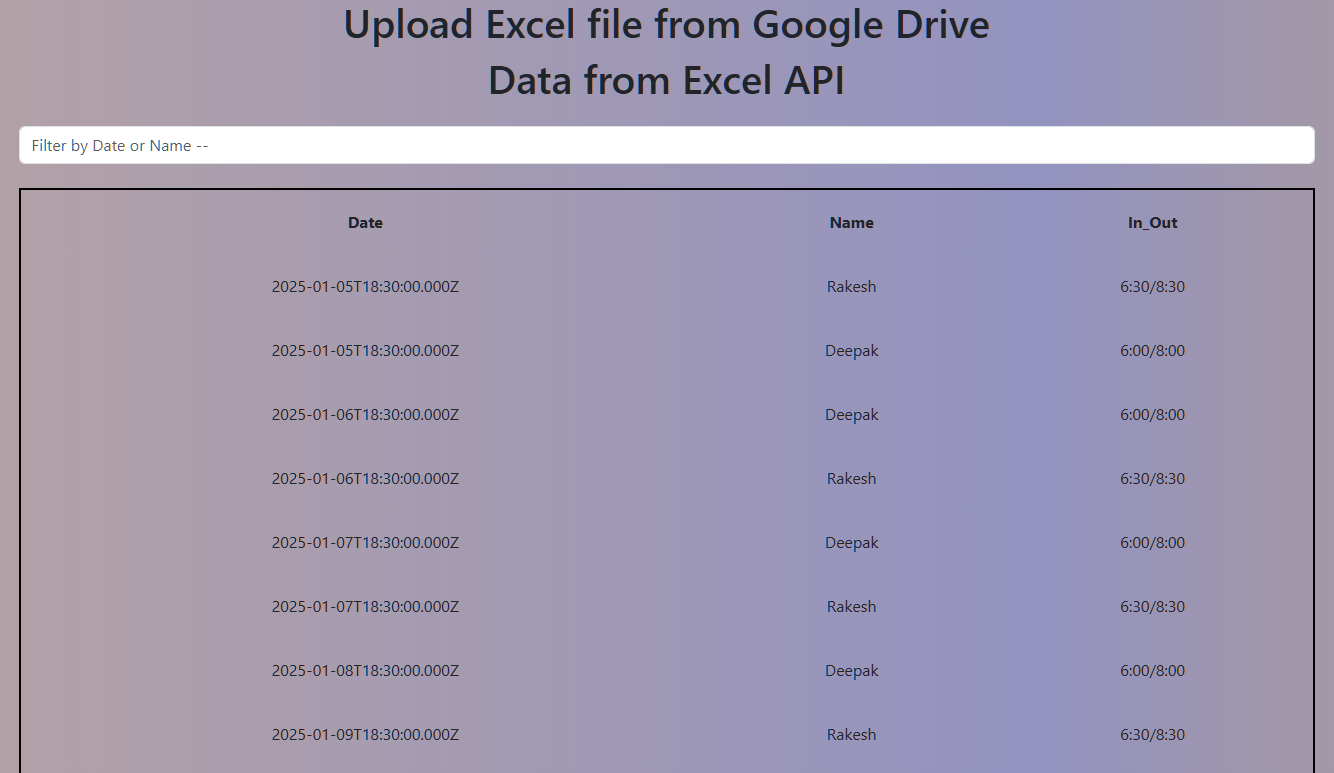 Upload Excel file from Google Drive
Data from Excel API
Filter by Date or Name --
Date Name In_Out
2025-01-05T18:30:00.000Z Rakesh 6:30/8:30
2025-01-05T18:30:00.000Z Deepak 6:00/8:00
2025-01-06T18:30:00.000Z Deepak 6:00/8:00
2025-01-06T18:30:00.000Z Rakesh 6:30/8:30
2025-01-07T18:30:00.000Z Deepak 6:00/8:00
2025-01-07T18:30:00.000Z Rakesh 6:30/8:30
2025-01-08T18:30:00.000Z Deepak 6:00/8:00
2025-01-09T18:30:00.000Z Rakesh 6:30/8:30